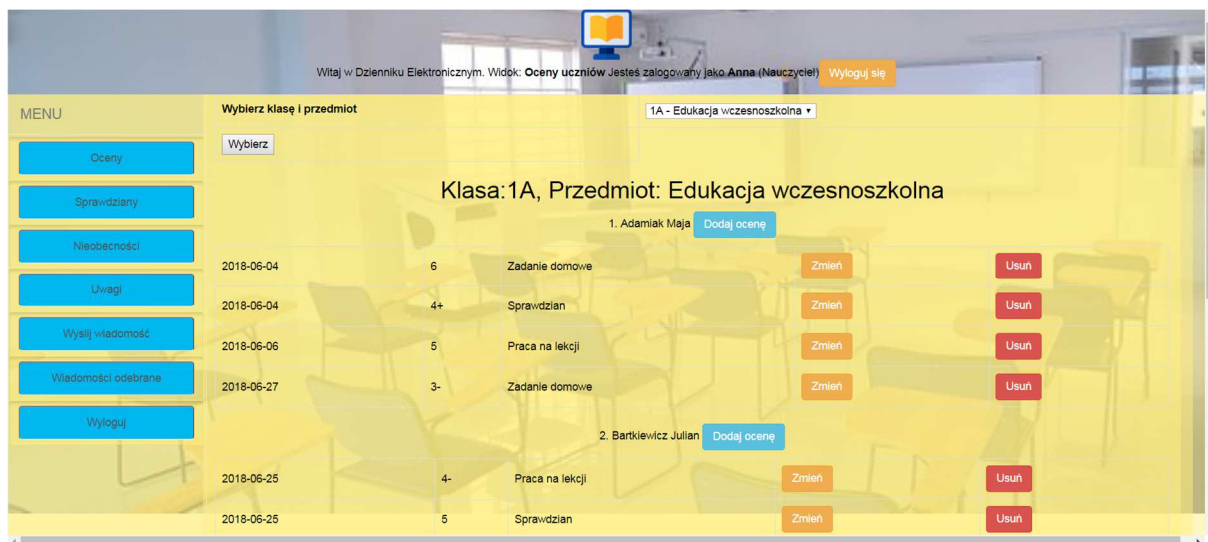 Witaj w Dzienniku Elektronicznym. Widok: Oceny uczniów Jesteś zalogowany jako Anna (Nauczyciel) Wyloguj się
MENU
Oceny
Sprawdziany
Nieobecności
Uwagi
Wyslij wiadomość
Wiadomości odebrane
Wyloguj
Wybierz klasę i przedmiot 1A - Edukacja wczesnoszkolna
Wybierz
Klasa:1A, Przedmiot: Edukacja wczesnoszkolna
1. Adamiak Maja Dodaj ocenę
2018-06-04 6 Zadanie domowe Zmień Usuń
2018-06-04 4+ Sprawdzian Zmień Usuń
2018-06-06 5 Praca na lekcji Zmień Usuń
2018-06-27 3- Zadanie domowe Zmień Usuń
2. Bartkiewicz Julian Dodaj ocenę
2018-06-25 4- Praca na lekcji Zmień Usuń
2018-06-25 5 Sprawdzian Zmień Usuń